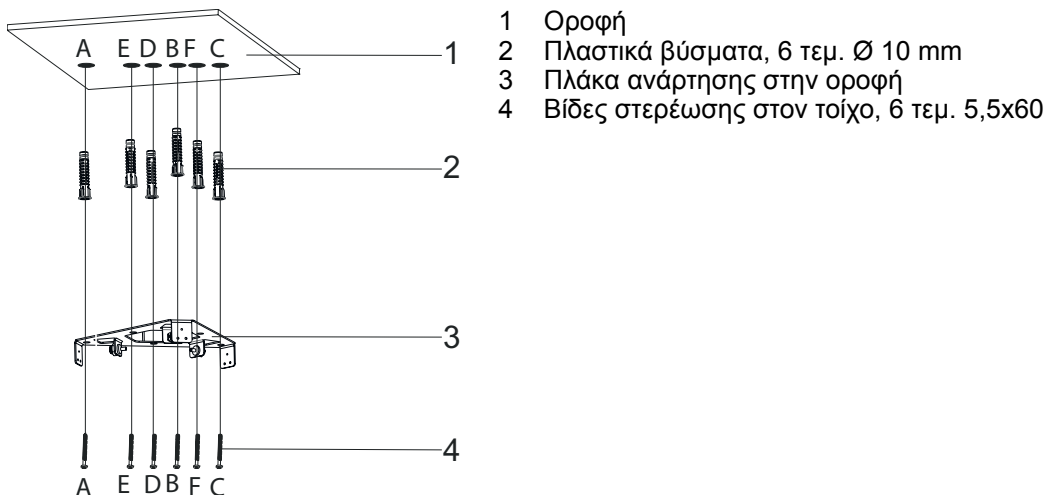 A E D B F C
1
2
3
4
A E D B F C
1 Οροφή
2 Πλαστικά βύσματα, 6 τεμ. Ø 10 mm
3 Πλάκα ανάρτησης στην οροφή
4 Βίδες στερέωσης στον τοίχο, 6 τεμ. 5,5x60